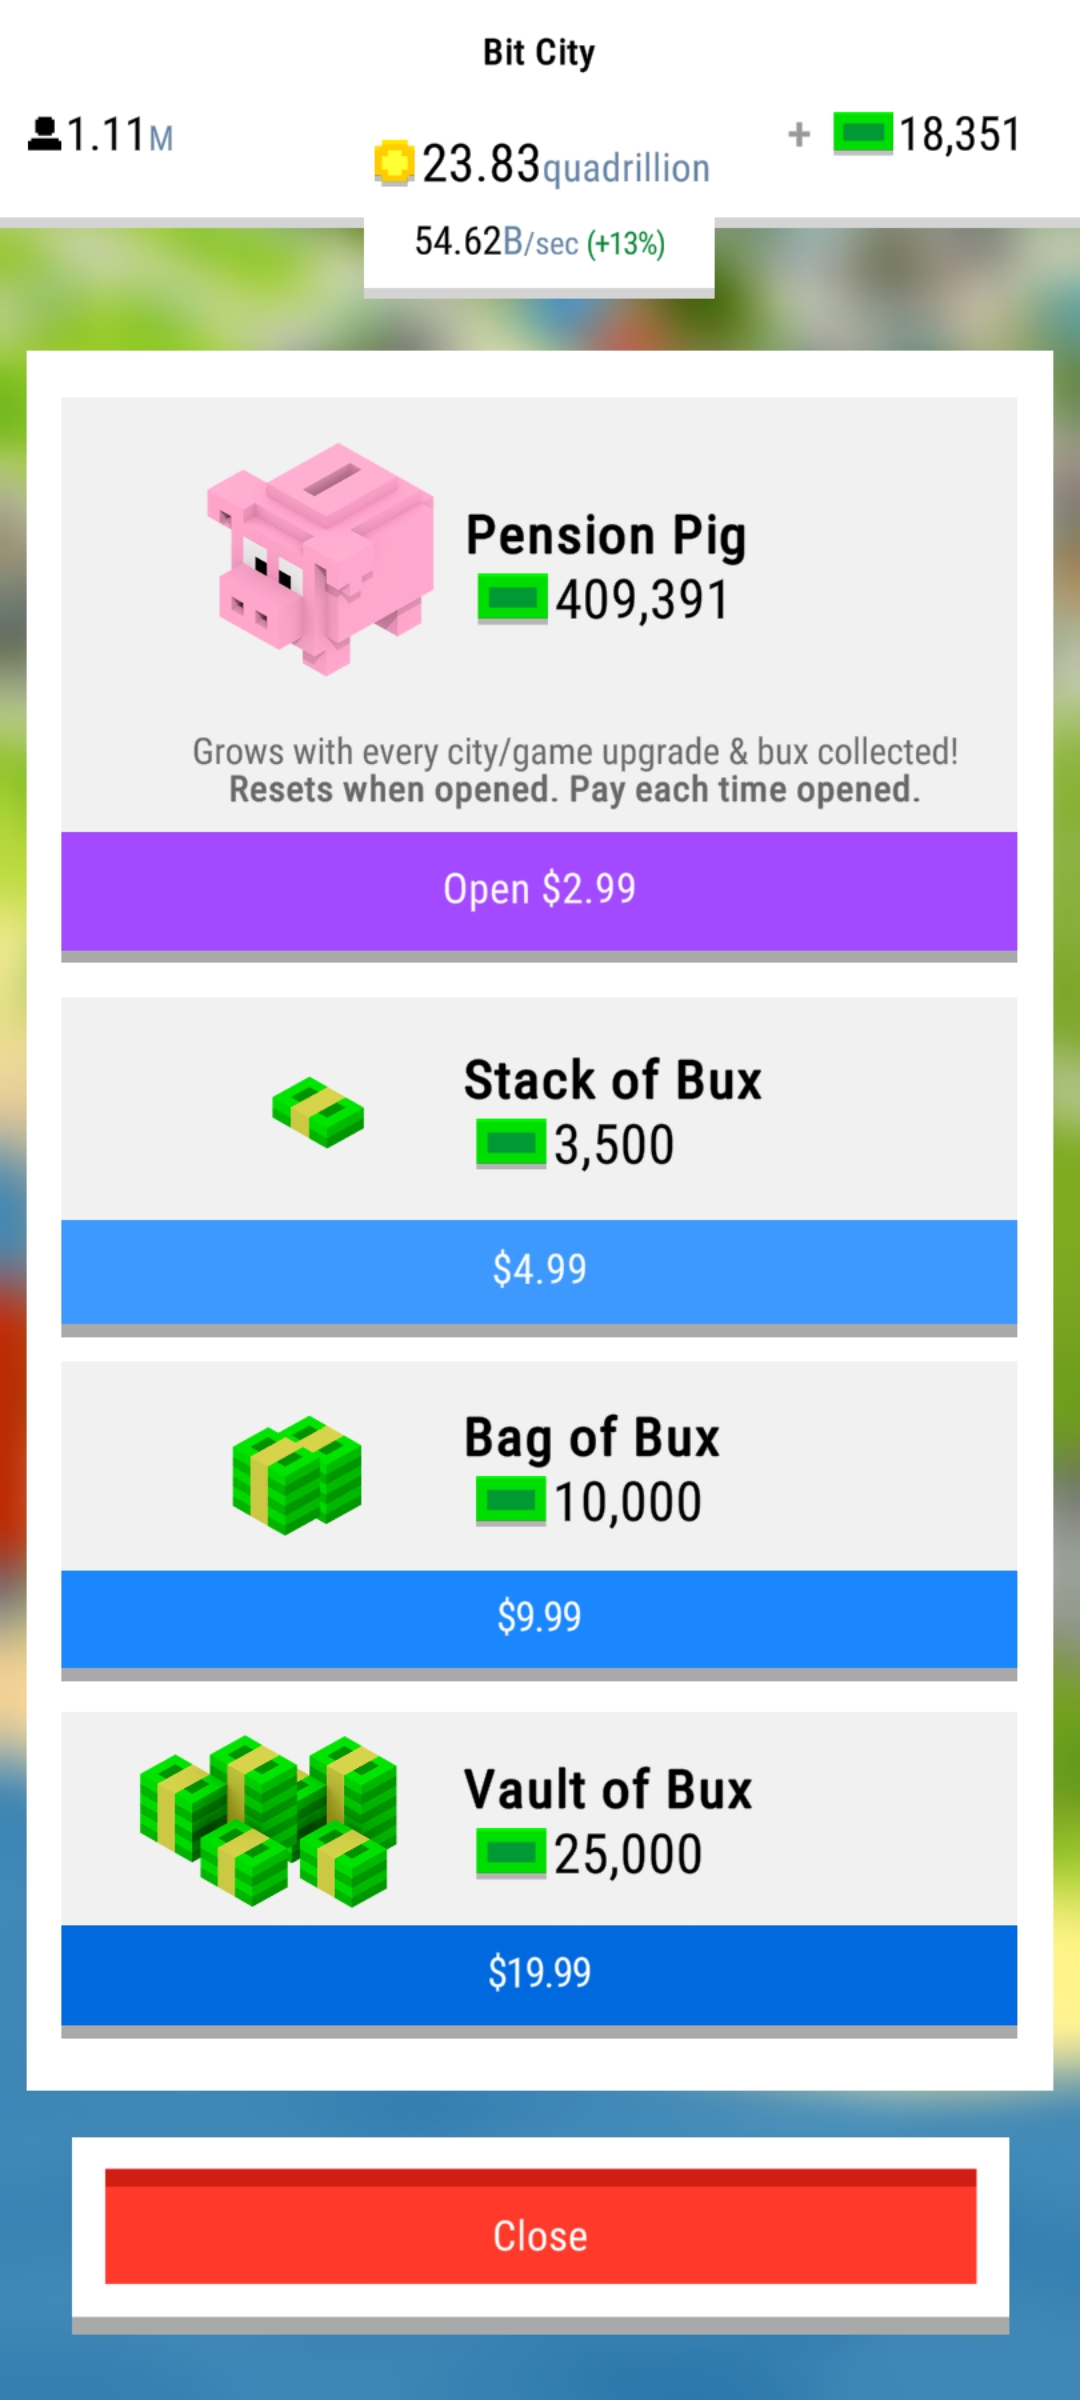 Bit City
1.11M
23.83quadrillion
+ 18,351
54.62B/sec (+13%)
Pension Pig
409,391
Grows with every city/game upgrade & bux collected!
Resets when opened. Pay each time opened.
Open $2.99
Stack of Bux
3,500
$4.99
Bag of Bux
10,000
$9.99
Vault of Bux
25,000
$19.99
Close